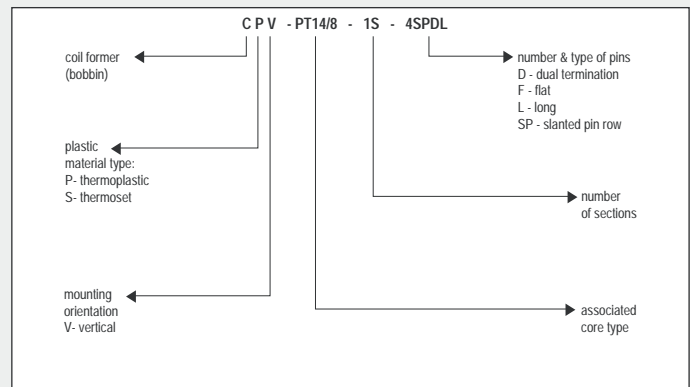 C P V - PT14/8 - 1S - 4SPDL
coil former
(bobbin)
number & type of pins
D - dual termination
F - flat
L - long
SP - slanted pin row
plastic
material type:
P- thermoplastic
S- thermoset
number
of sections
mounting
orientation
V- vertical
associated
core type